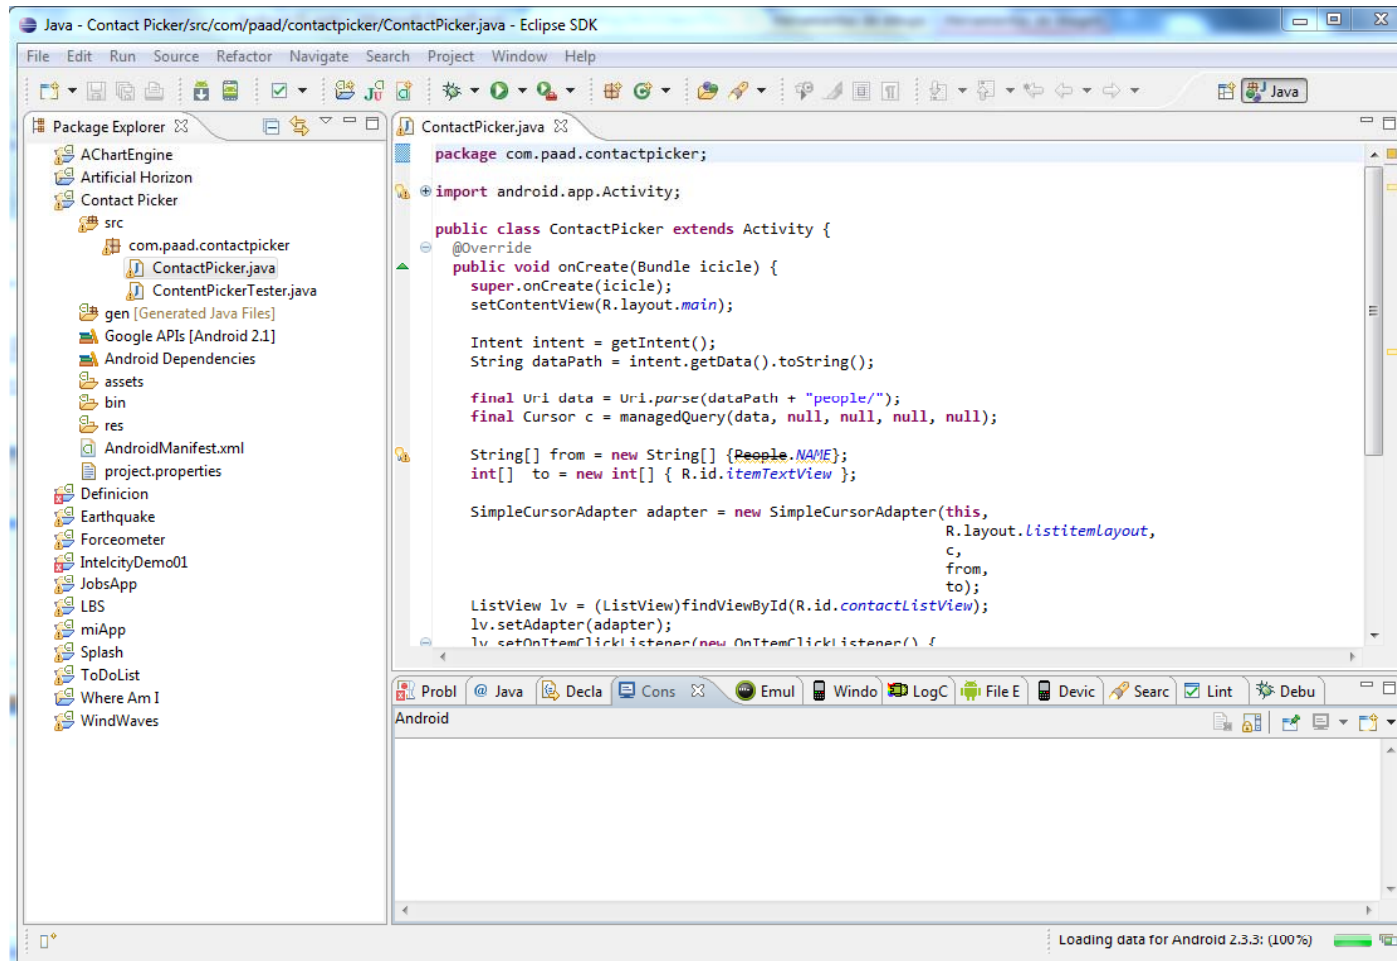 Java - Contact Picker/src/com/paad/contactpicker/ContactPicker.java - Eclipse SDK
File Edit Run Source Refactor Navigate Search Project Window Help
Java
Package Explorer
AChartEngine
Artificial Horizon
Contact Picker
src
com.paad.contactpicker
ContactPicker.java
ContentPickerTester.java
gen [Generated Java Files]
Google APIs [Android 2.1]
Android Dependencies
assets
bin
res
AndroidManifest.xml
project.properties
Definicion
Earthquake
Forceometer
IntelcityDemo01
JobsApp
LBS
miApp
Splash
ToDoList
Where Am I
WindWaves
ContactPicker.java
package com.paad.contactpicker;
import android.app.Activity;
public class ContactPicker extends Activity {
@Override
public void onCreate(Bundle icicle) {
super.onCreate(icicle);
setContentView(R.layout.main);
Intent intent = getIntent();
String dataPath = intent.getData().toString();
final Uri data = Uri.parse(dataPath + "people/");
final Cursor c = managedQuery(data, null, null, null, null);
String[] from = new String[] {People.NAME};
int[] to = new int[] { R.id.itemTextView };
SimpleCursorAdapter adapter = new SimpleCursorAdapter(this,
R.layout.listitemlayout,
c,
from,
to);
ListView lv = (ListView)findViewById(R.id.contactListView);
lv.setAdapter(adapter);
lv.setOnItemClickListener(new OnItemClickListener() {
Probl @ Java Decla Cons Emul Windo LogC File E Devic Searc Lint Debu
Android
Loading data for Android 2.3.3: (100%)